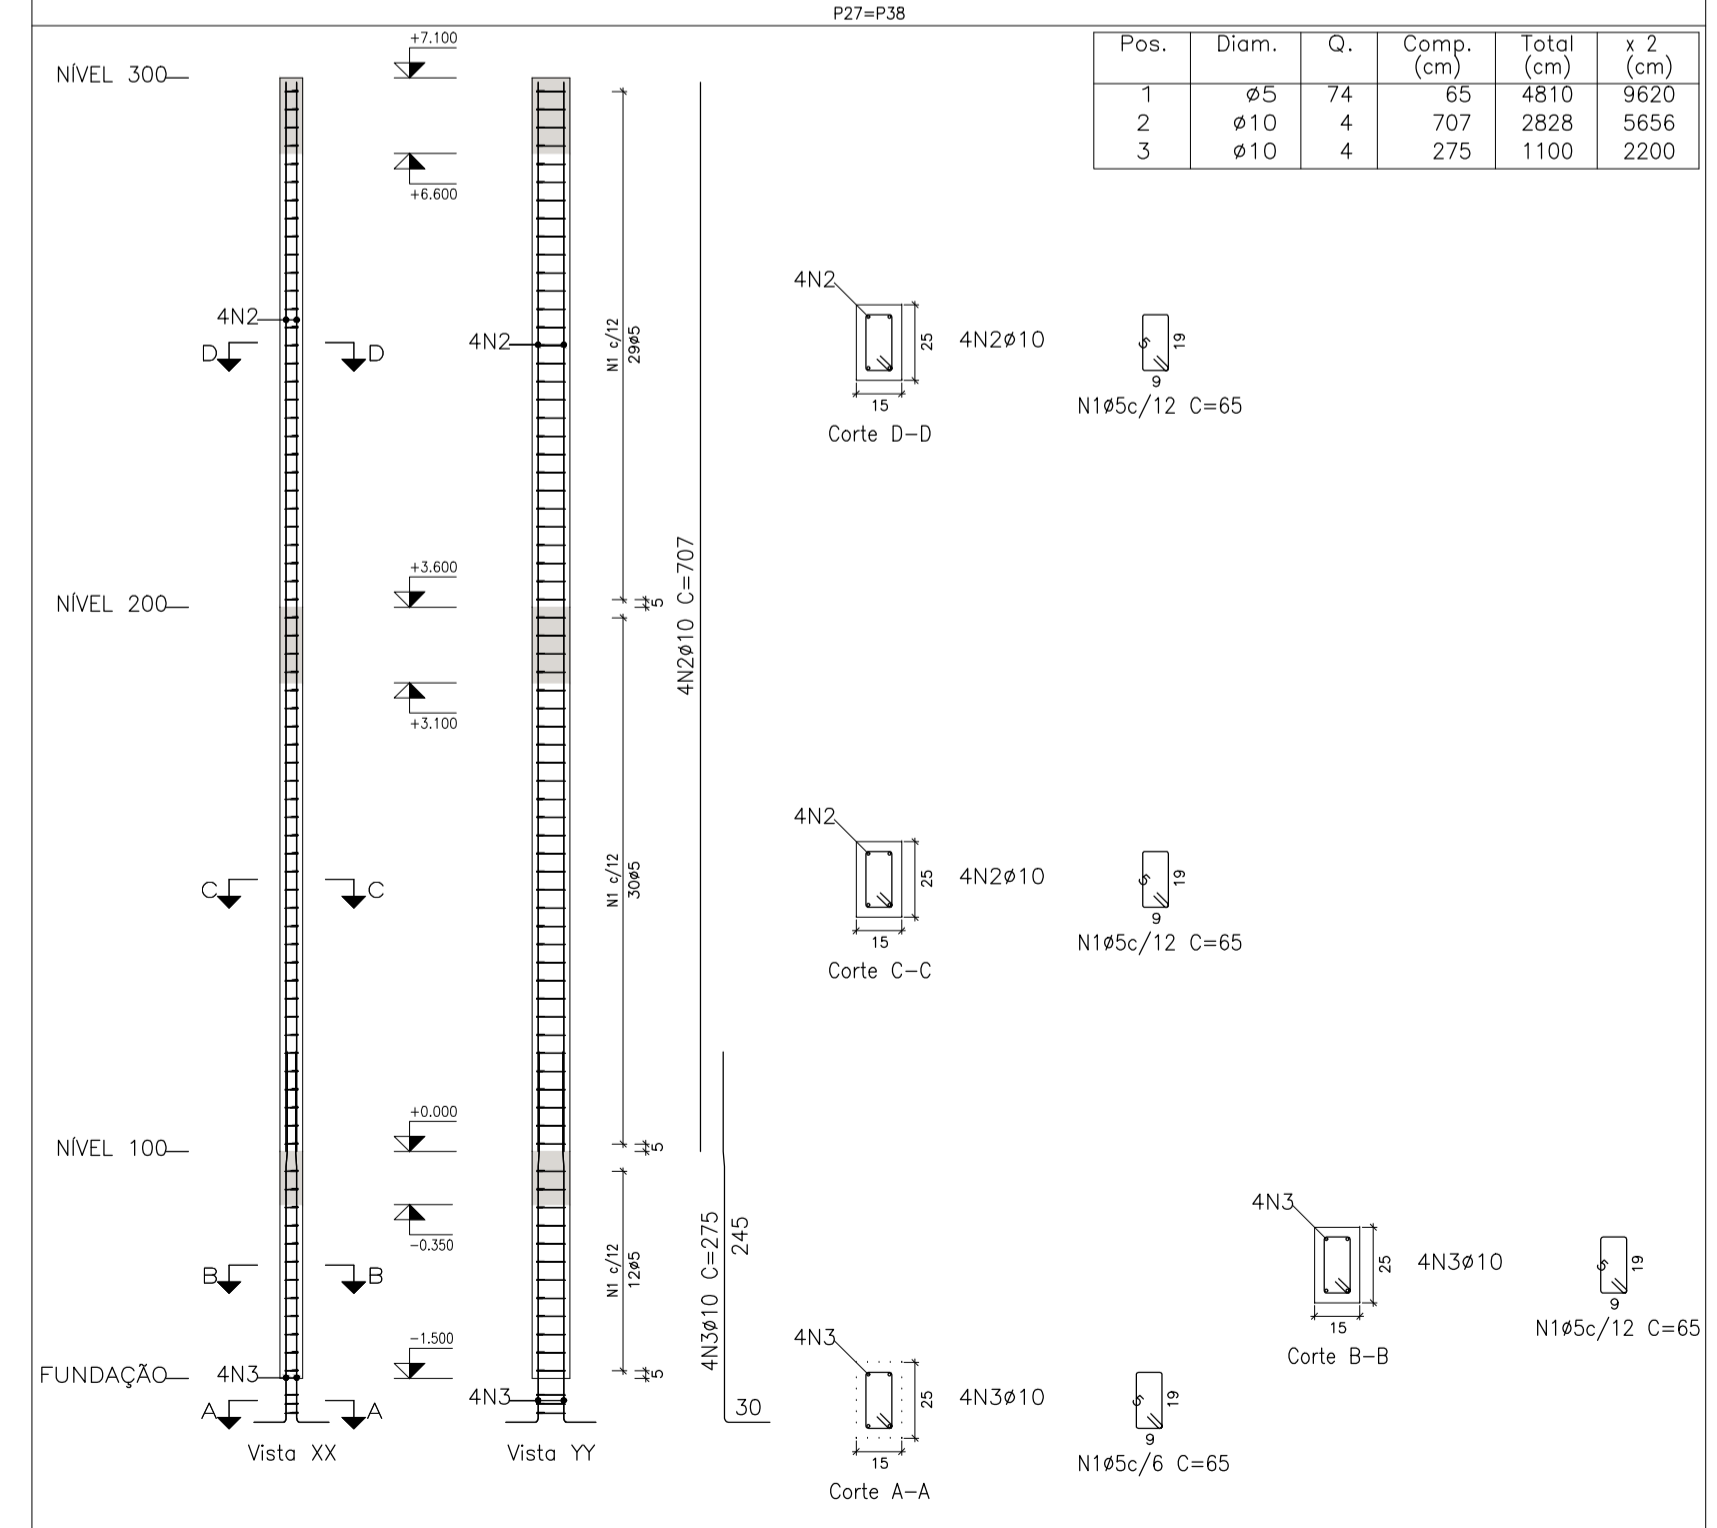 P27=P38
Pos. Diam. Q. Comp. (cm) Total (cm) x 2 (cm)
1 ø5 74 65 4810 9620
2 ø10 4 707 2828 5656
3 ø10 4 275 1100 2200
NÍVEL 300
+7.100
+6.600
4N2
D D
4N2
N1 c/12
29ø5
4N2
25
15
4N2ø10
Corte D-D
5
19
9
N1ø5c/12 C=65
NÍVEL 200
+3.600
5
+3.100
4N2ø10 C=707
C C
N1 c/12
30ø5
4N2
25
15
4N2ø10
Corte C-C
5
19
9
N1ø5c/12 C=65
NÍVEL 100
+0.000
5
-0.350
B B
N1 c/12
12ø5
4N3ø10 C=275
245
30
4N3
25
15
4N3ø10
Corte B-B
5
19
9
N1ø5c/12 C=65
FUNDAÇÃO
-1.500
5
4N3
4N3
A A
Vista XX
Vista YY
4N3
25
15
4N3ø10
Corte A-A
5
19
9
N1ø5c/6 C=65